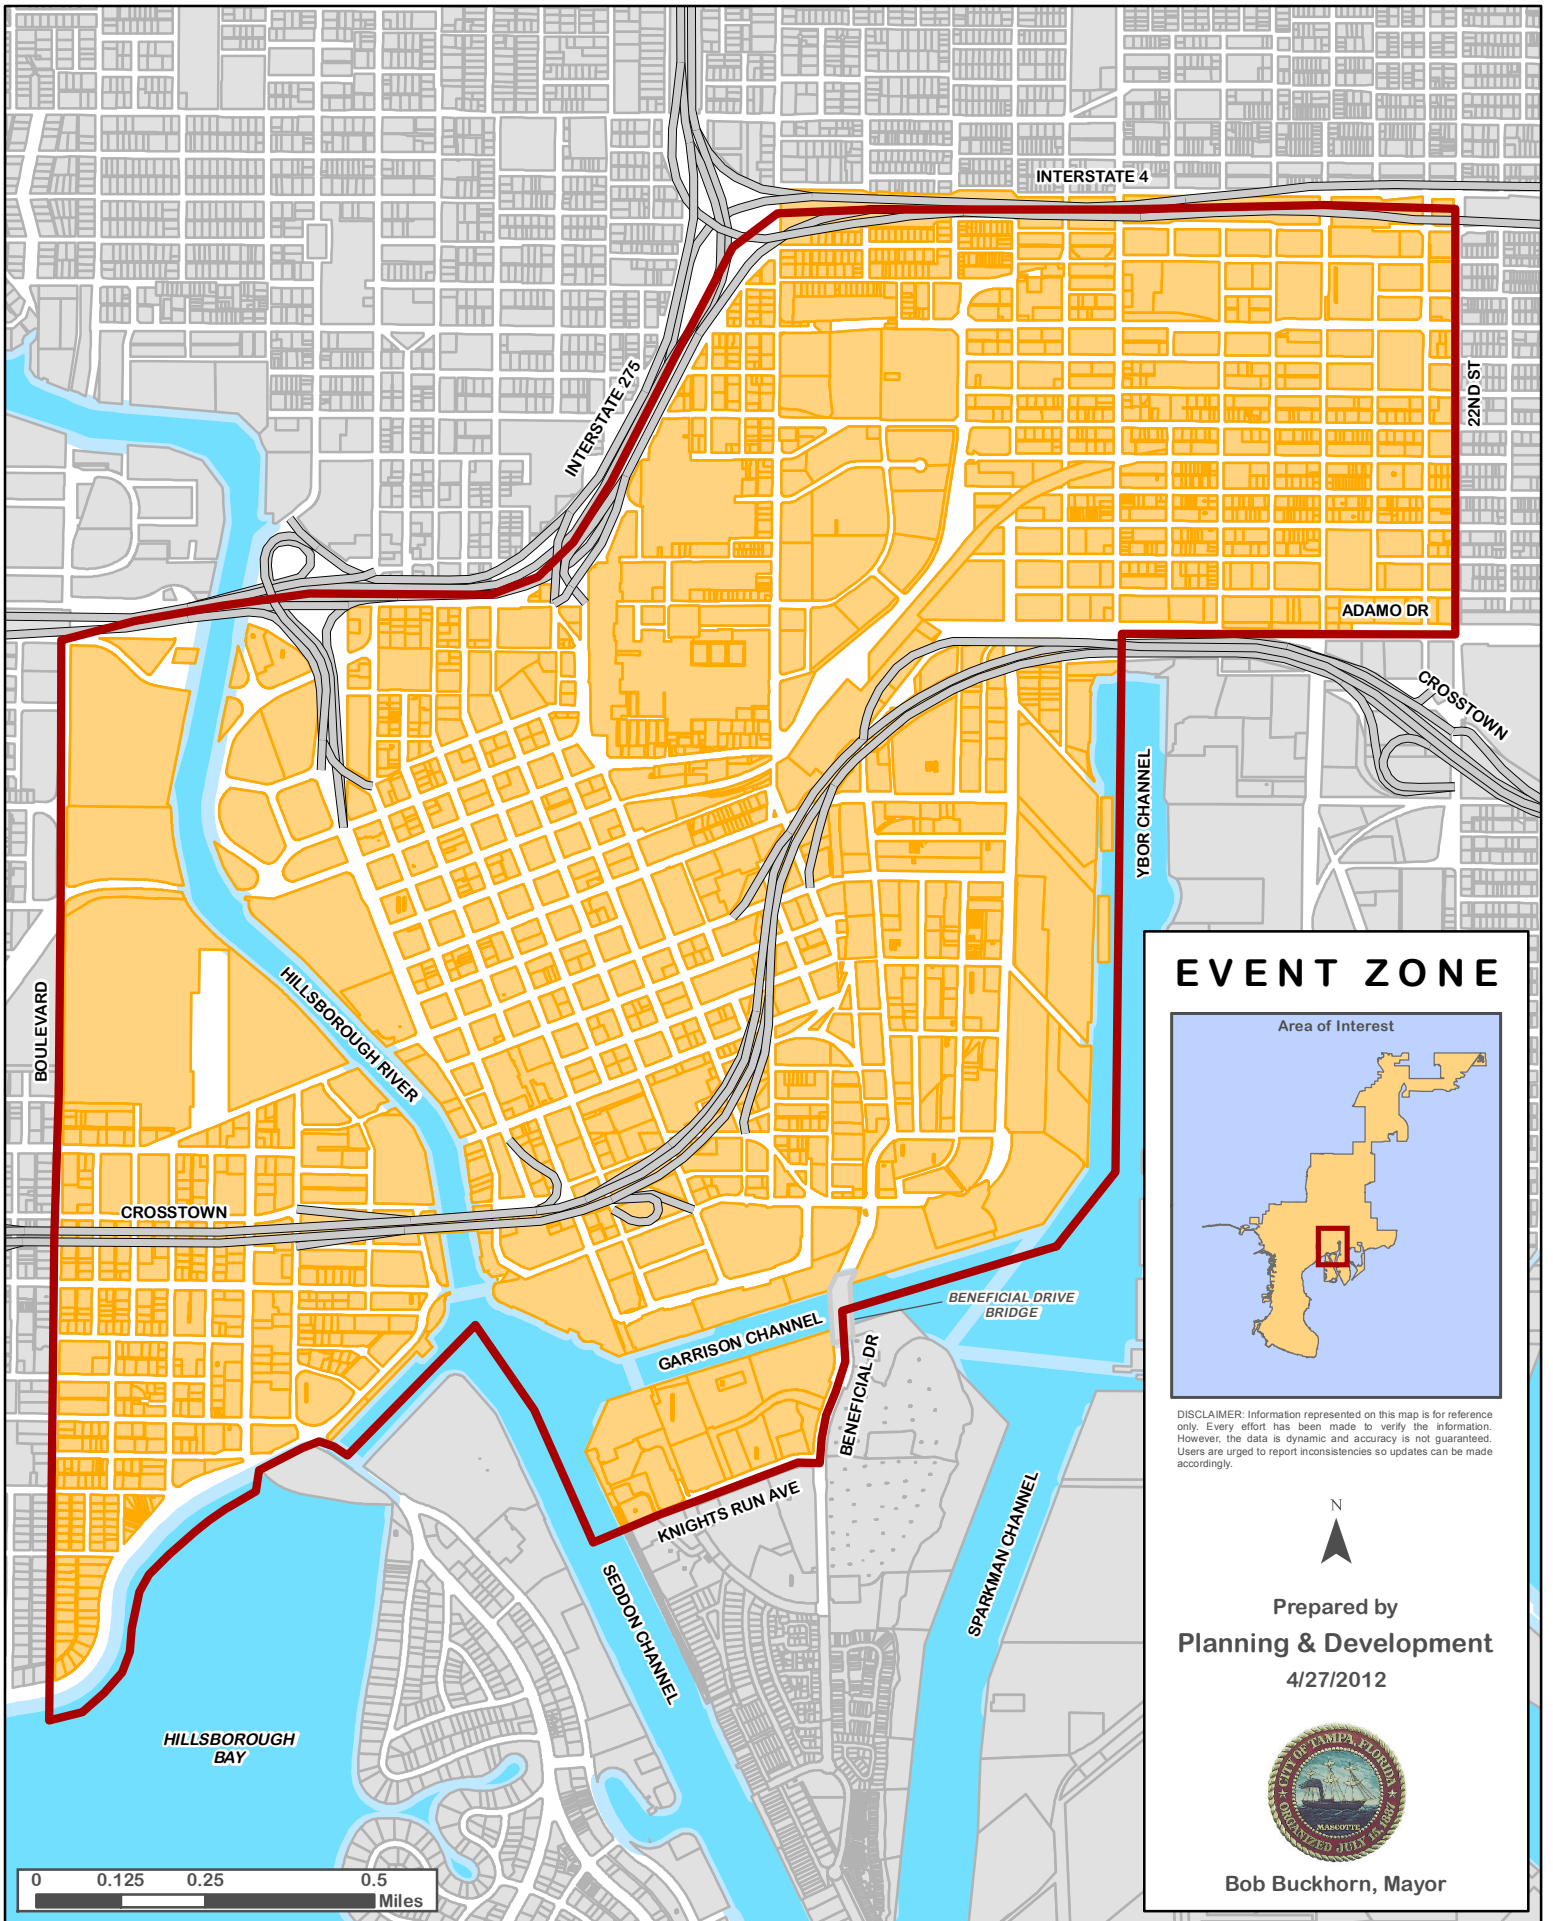 INTERSTATE 4
INTERSTATE 275
22ND ST
ADAMO DR
CROSSTOWN
YBOR CHANNEL
BOULEVARD
HILLSBOROUGH RIVER
CROSSTOWN
BENEFICIAL DRIVE
BRIDGE
GARRISON CHANNEL
BENEFICIAL DR
KNIGHTS RUN AVE
SEDDON CHANNEL
SPARKMAN CHANNEL
HILLSBOROUGH
BAY
0 0.125 0.25 0.5
Miles
EVENT ZONE
Area of Interest
DISCLAIMER: Information represented on this map is for reference
only. Every effort has been made to verify the information.
However, the data is dynamic and accuracy is not guaranteed.
Users are urged to report inconsistencies so updates can be made
accordingly.
N
Prepared by
Planning & Development
4/27/2012
CITY OF TAMPA, FLORIDA
MASCOTTE
ORGANIZED JULY 15, 1887
Bob Buckhorn, Mayor